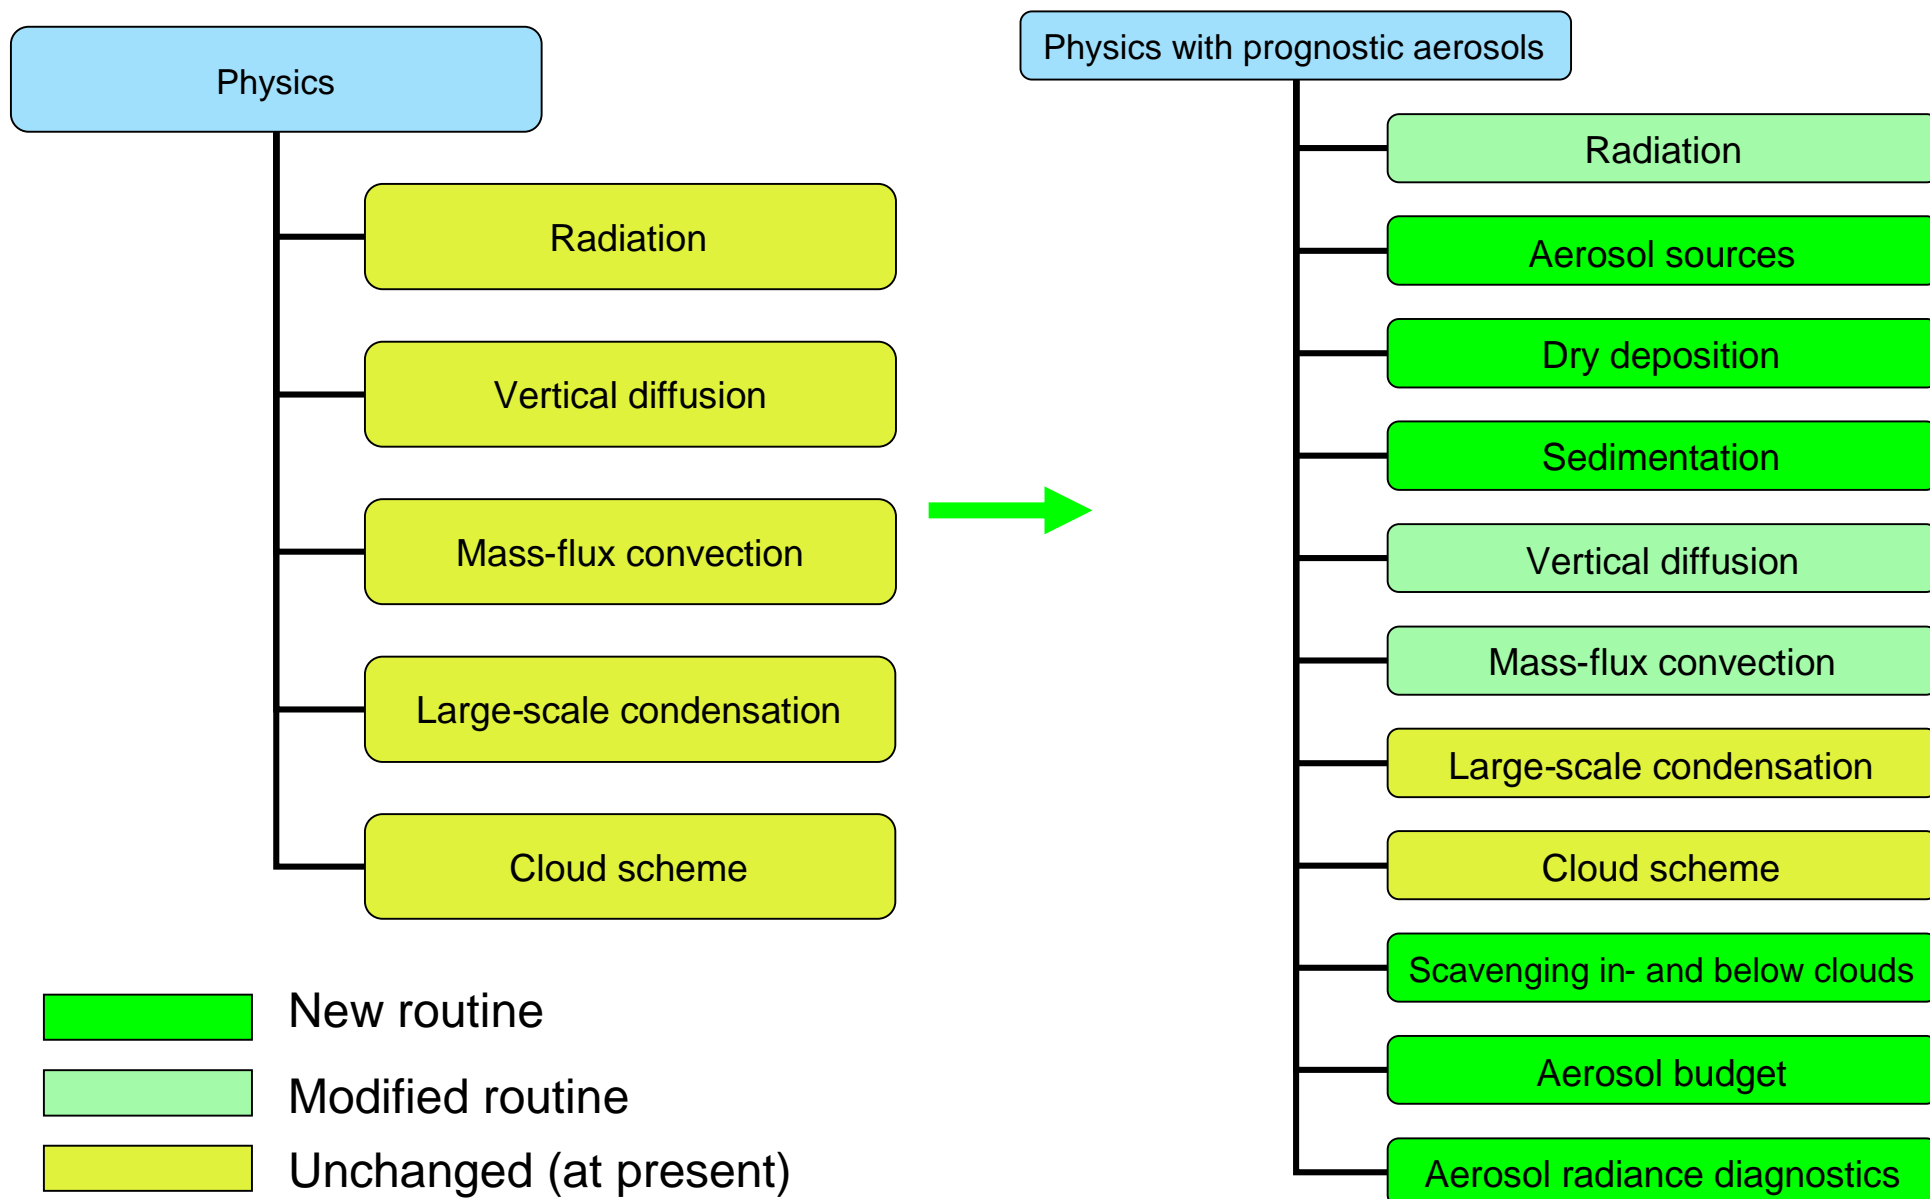 Physics
Radiation
Vertical diffusion
Mass-flux convection
Large-scale condensation
Cloud scheme
New routine
Modified routine
Unchanged (at present)
Physics with prognostic aerosols
Radiation
Aerosol sources
Dry deposition
Sedimentation
Vertical diffusion
Mass-flux convection
Large-scale condensation
Cloud scheme
Scavenging in- and below clouds
Aerosol budget
Aerosol radiance diagnostics